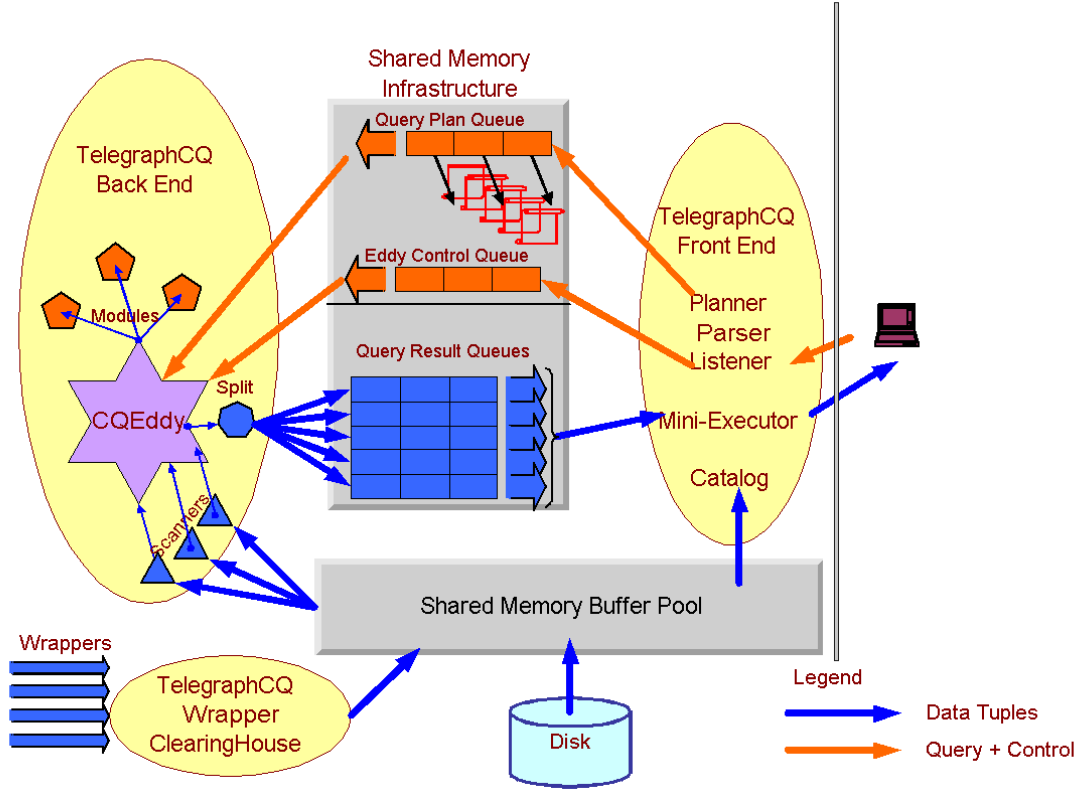 Shared Memory
Infrastructure
Query Plan Queue
TelegraphCQ
Back End
TelegraphCQ
Front End
Eddy Control Queue
Planner
Parser
Listener
Modules
Query Result Queues
Split
CQEddy
Mini-Executor
Catalog
Scanners
Shared Memory Buffer Pool
Wrappers
TelegraphCQ
Wrapper
ClearingHouse
Disk
Legend
Data Tuples
Query + Control